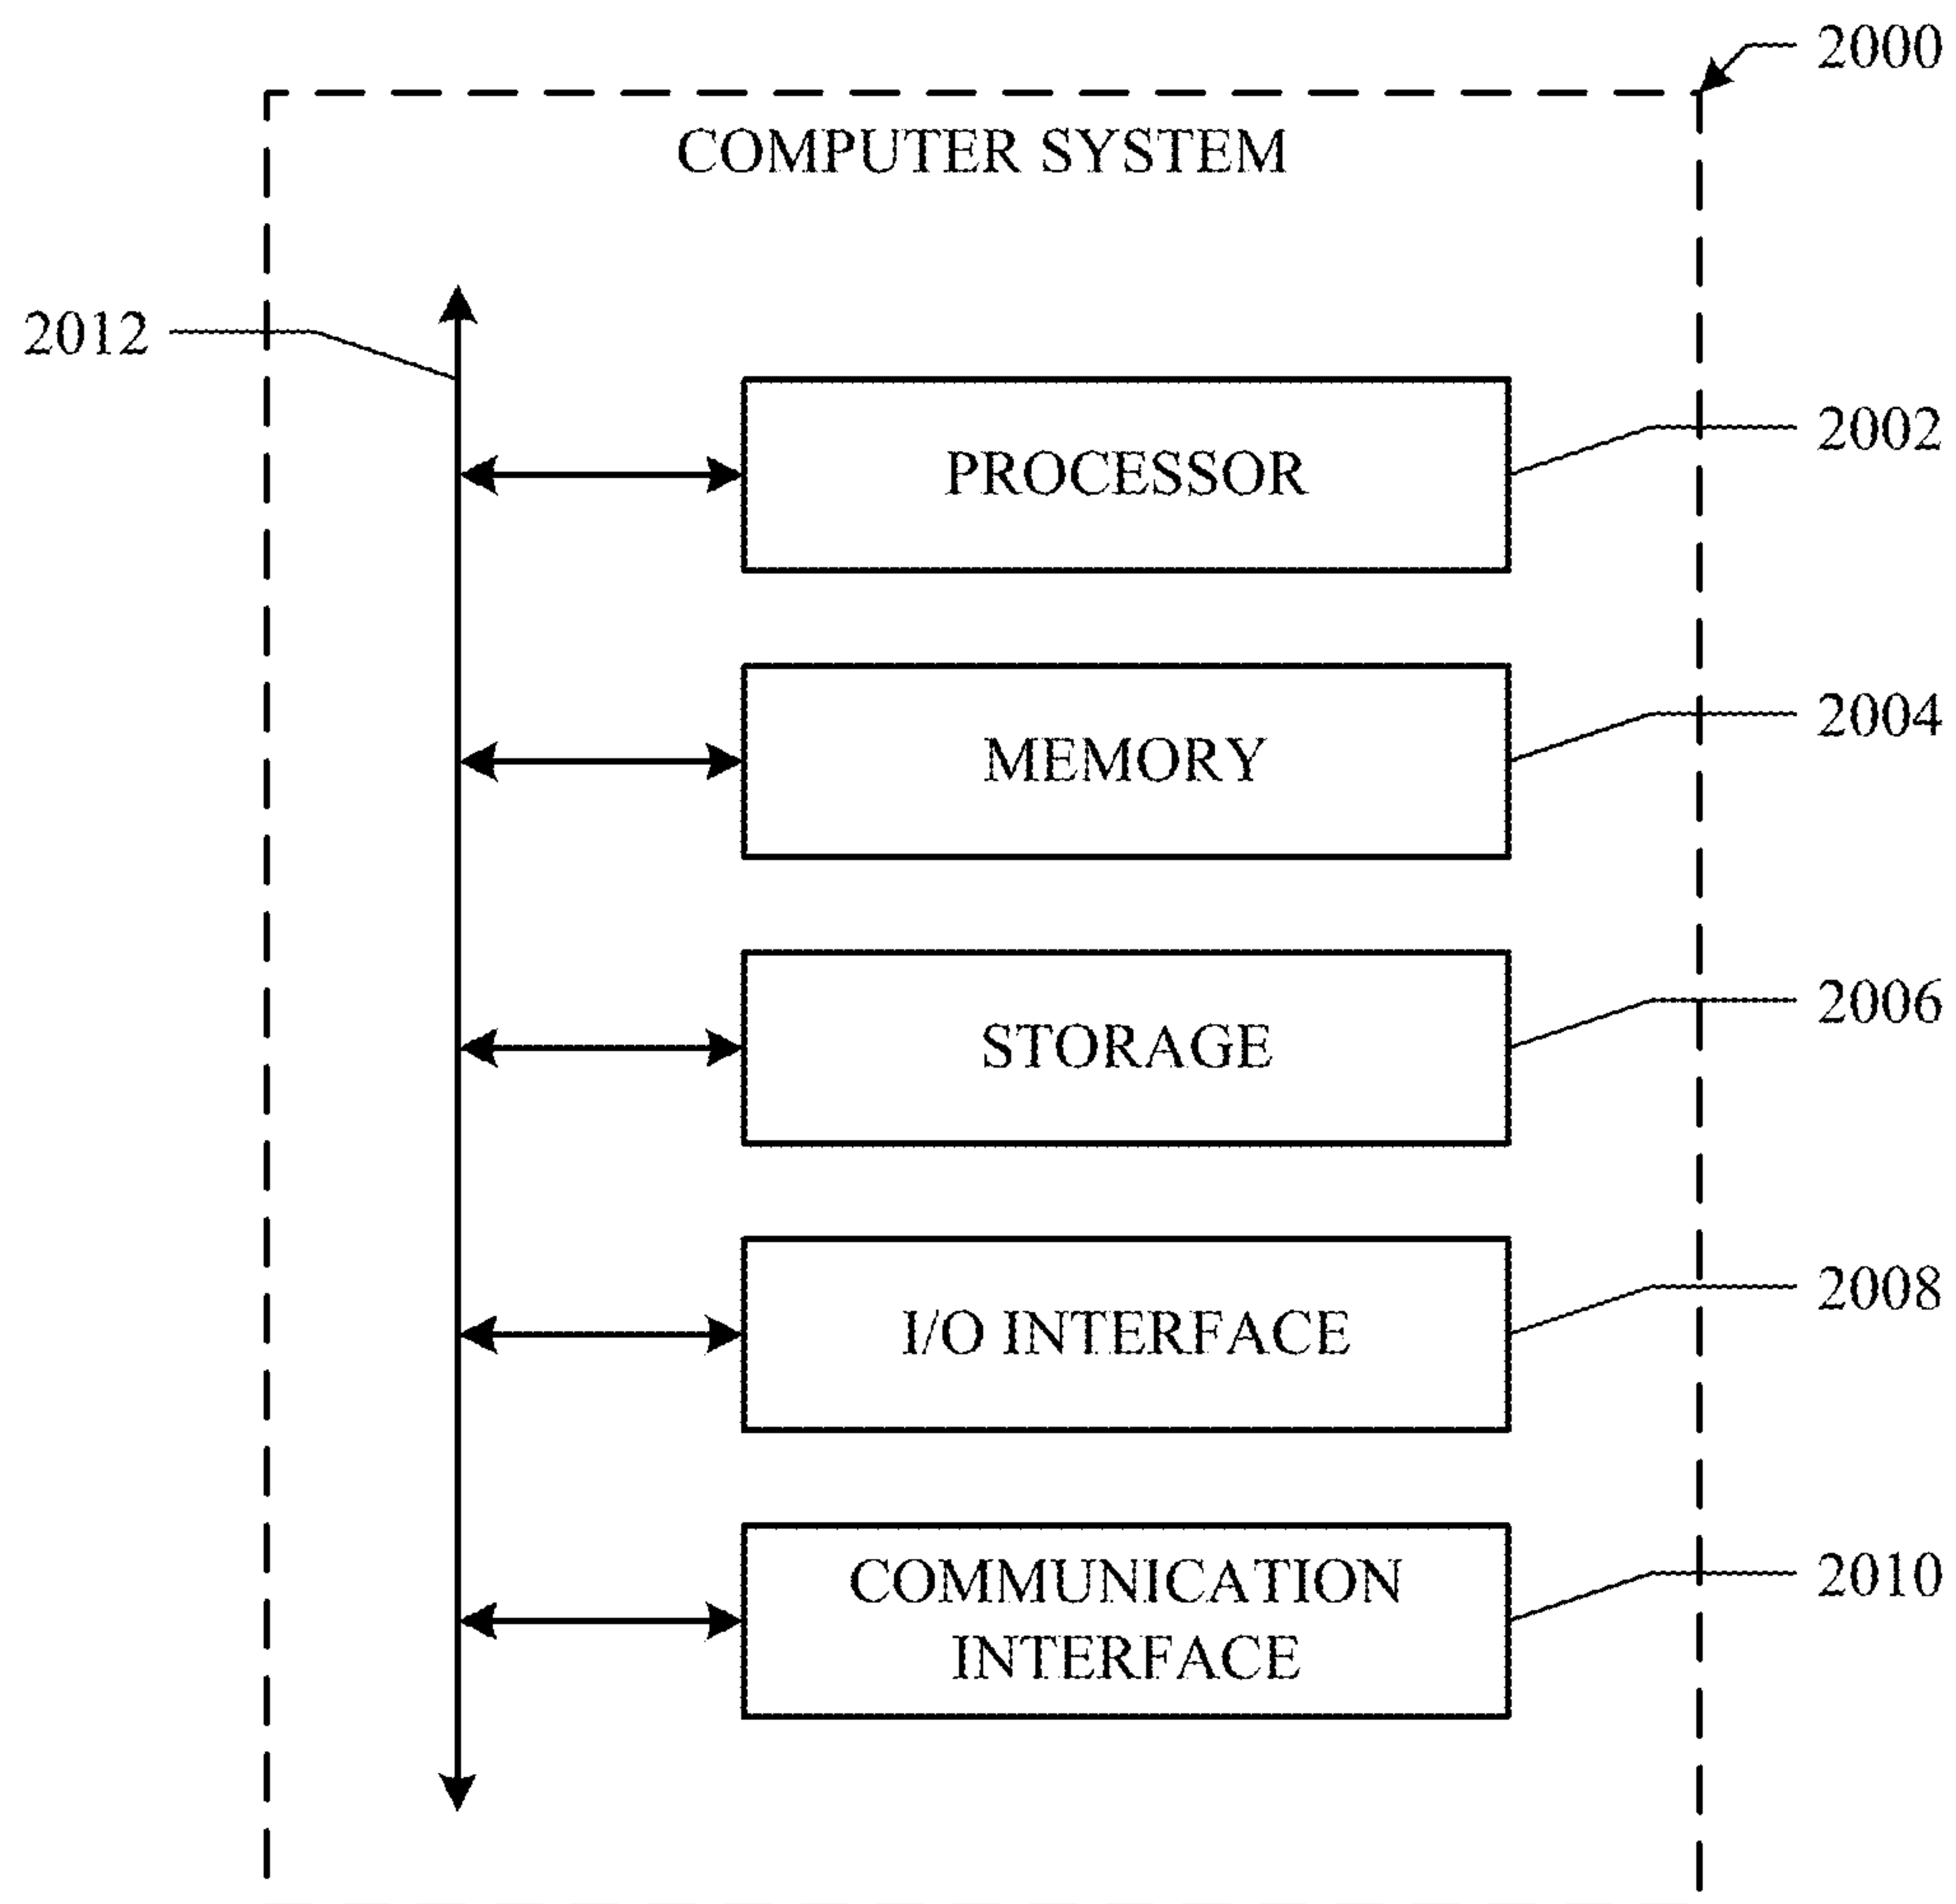 2000
COMPUTER SYSTEM
2012
PROCESSOR
2002
MEMORY
2004
STORAGE
2006
I/O INTERFACE
2008
COMMUNICATION
INTERFACE
2010